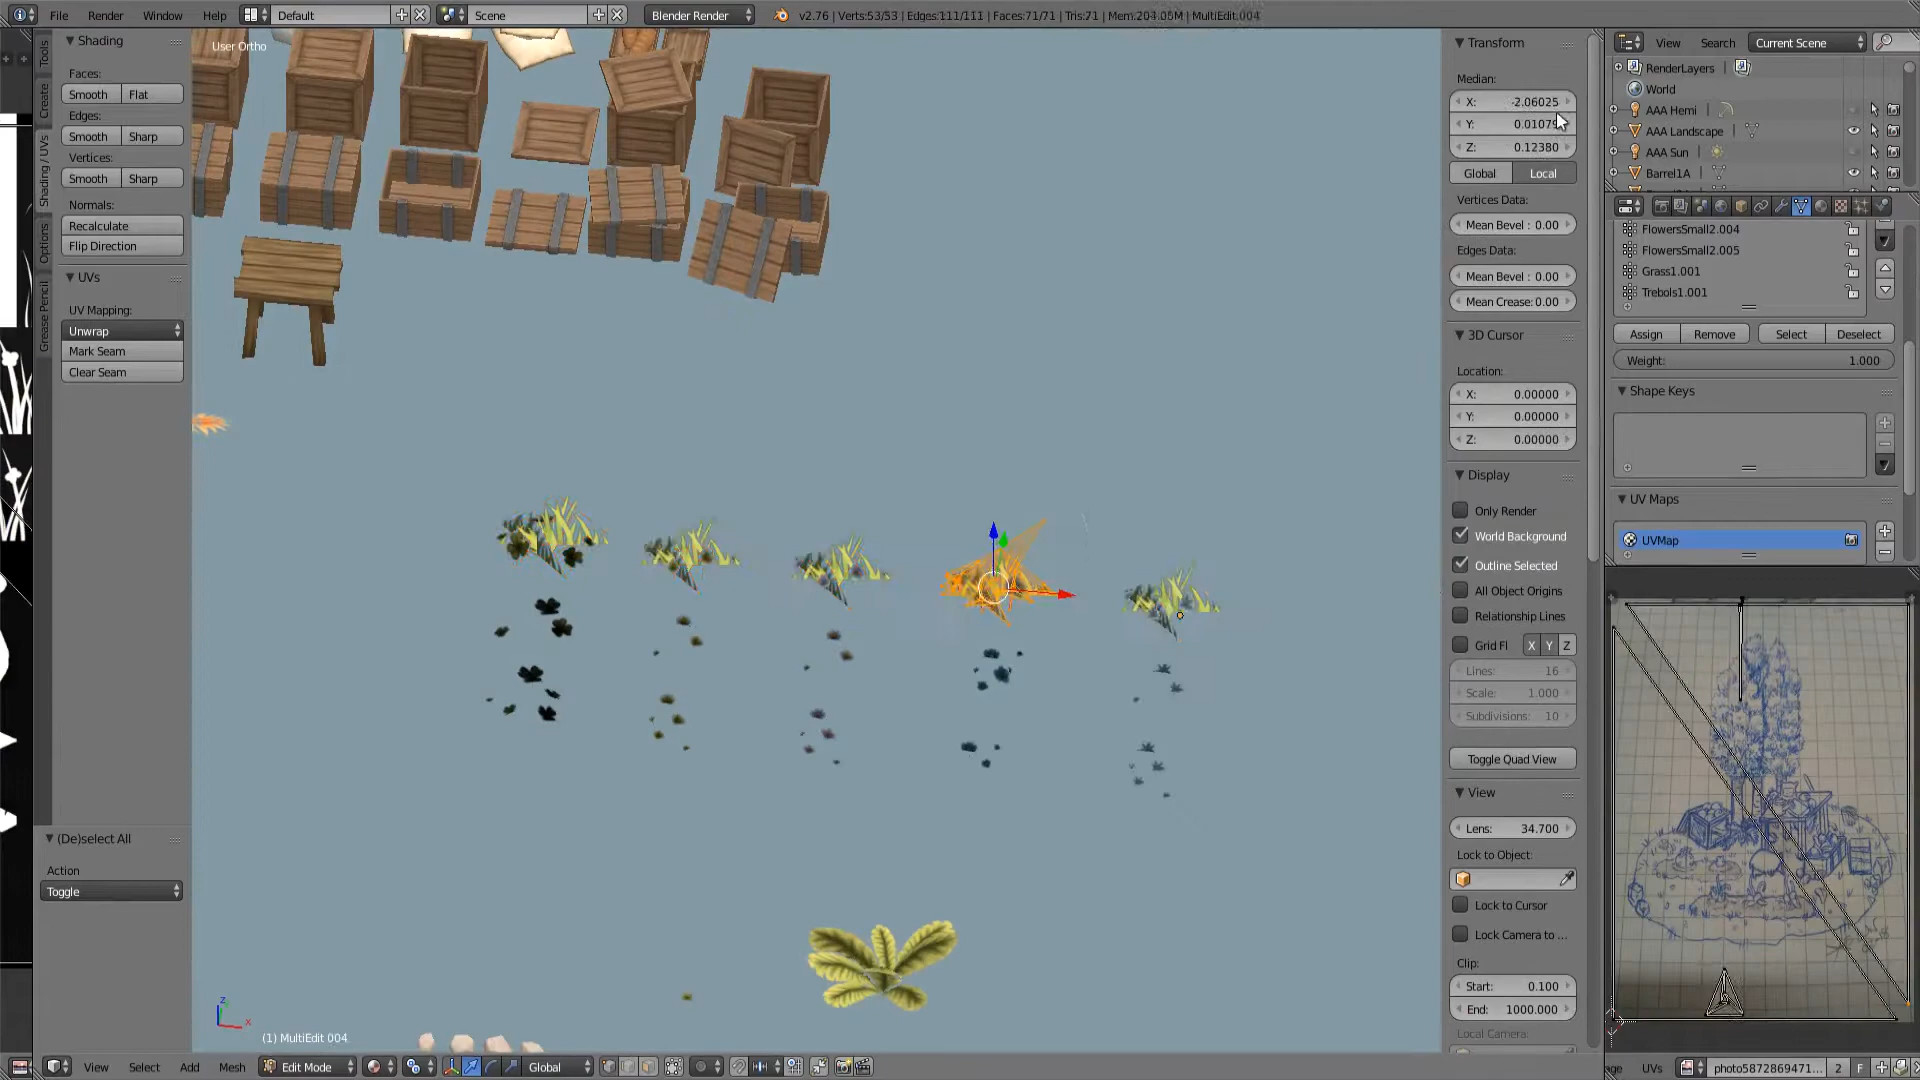 File Render Window Help Default Scene Blender Render v2.76 | Verts:53/53 | Edges:111/111 | Faces:71/71 | Tris:71 | Mem:204.05M | MultiEdit.004
Tools
Create
Shading / UVs
Options
Grease Pencil
Shading
Faces:
Smooth Flat
Edges:
Smooth Sharp
Vertices:
Smooth Sharp
Normals:
Recalculate
Flip Direction
UVs
UV Mapping:
Unwrap
Mark Seam
Clear Seam
(De)select All
Action
Toggle
User Ortho
z
x
(1) MultiEdit 004
View Select Add Mesh Edit Mode Global
Transform
Median:
X: -2.06025
Y: 0.01079
Z: 0.12380
Global Local
Vertices Data:
Mean Bevel : 0.00
Edges Data:
Mean Bevel : 0.00
Mean Crease: 0.00
3D Cursor
Location:
X: 0.00000
Y: 0.00000
Z: 0.00000
Display
Only Render
World Background
Outline Selected
All Object Origins
Relationship Lines
Grid Fl X Y Z
Lines: 16
Scale: 1.000
Subdivisions: 10
Toggle Quad View
View
Lens: 34.700
Lock to Object:
Lock to Cursor
Lock Camera to ...
Clip:
Start: 0.100
End: 1000.000
Local Camera:
View Search Current Scene
RenderLayers
World
AAA Hemi
AAA Landscape
AAA Sun
Barrel1A
FlowersSmall2.004
FlowersSmall2.005
Grass1.001
Trebols1.001
Assign Remove Select Deselect
Weight: 1.000
Shape Keys
UV Maps
UVMap
UVs photo5872869471... 2 F